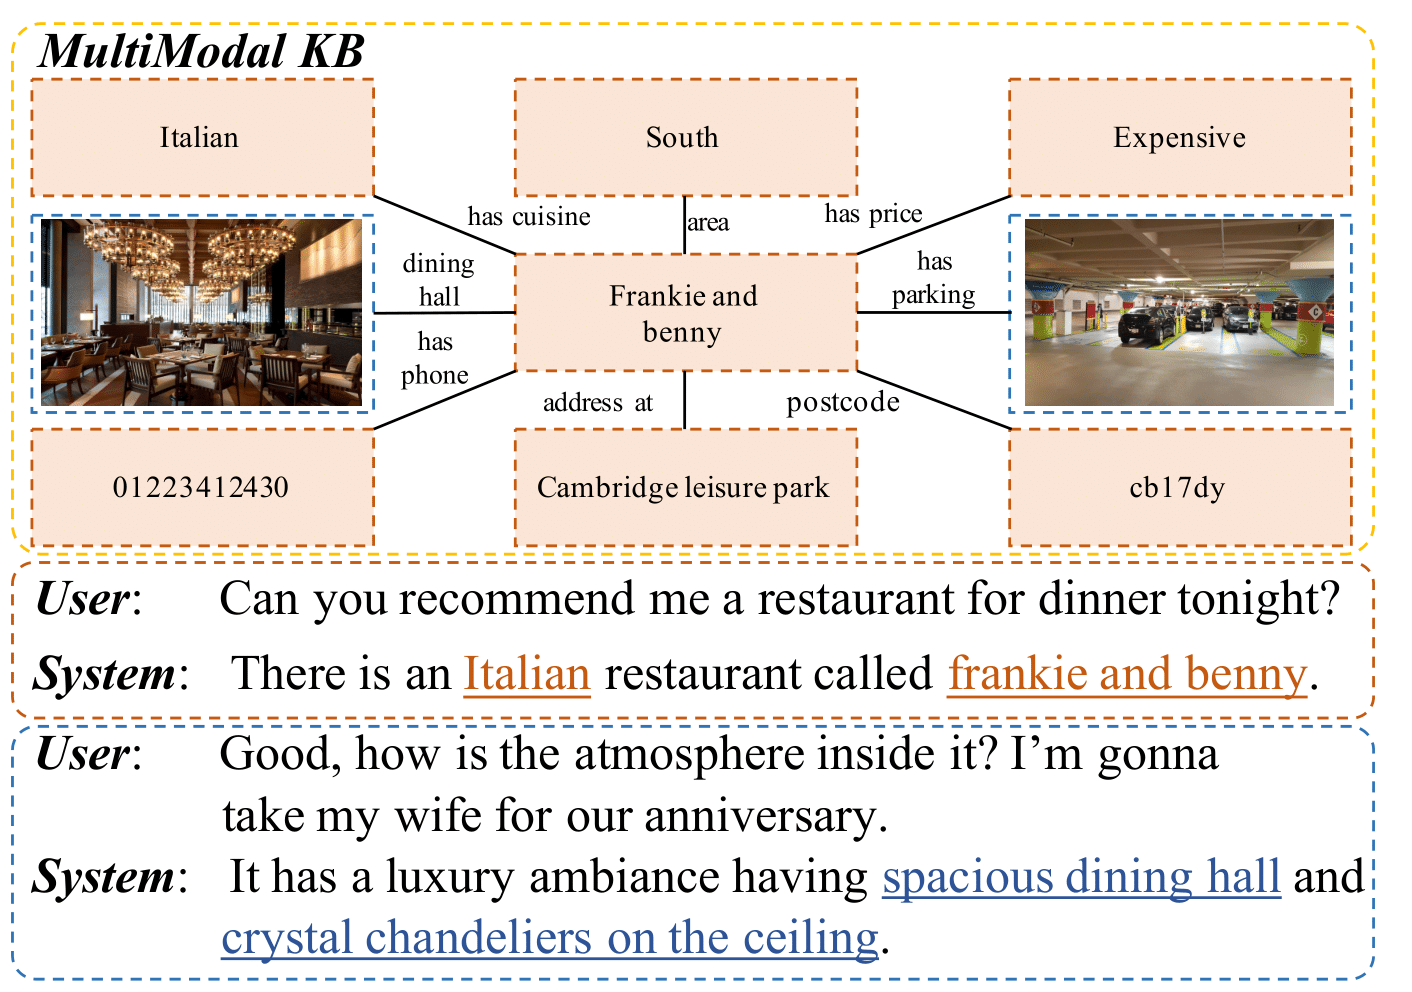 MultiModal KB
Italian
South
Expensive
has cuisine
area
has price
dining
hall
Frankie and
benny
has
parking
has
phone
address at
postcode
01223412430
Cambridge leisure park
cb17dy
User: Can you recommend me a restaurant for dinner tonight?
System: There is an Italian restaurant called frankie and benny.
User: Good, how is the atmosphere inside it? I’m gonna
take my wife for our anniversary.
System: It has a luxury ambiance having spacious dining hall and
crystal chandeliers on the ceiling.